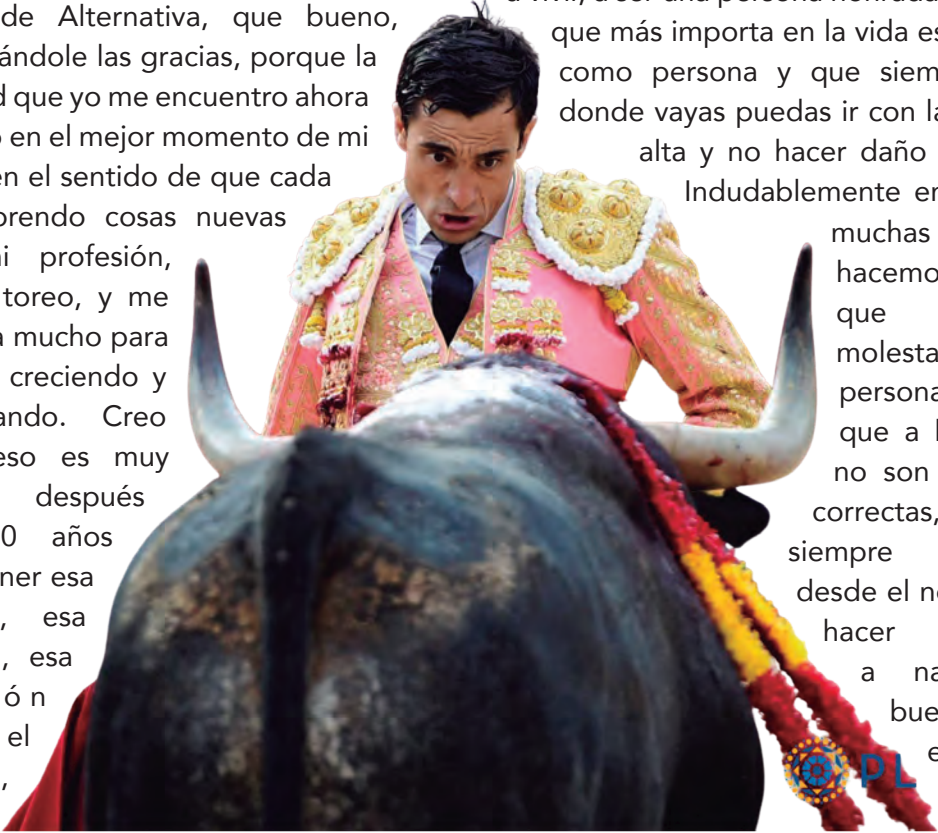 de Alternativa, que bueno,
ándole las gracias, porque la
d que yo me encuentro ahora
en el mejor momento de mi
en el sentido de que cada
prendo cosas nuevas
profesión,
toreo, y me
a mucho para
creciendo y
ando. Creo
eso es muy
después
0 años
ner esa
, esa
, esa
ó n
el
,
que más importa en la vida es
como persona y que siem
donde vayas puedas ir con la
alta y no hacer daño
Indudablemente en
muchas
hacemo
que
molesta
persona
que a l
no son
correctas,
siempre
desde el n
hacer
a na
bue
e
PL